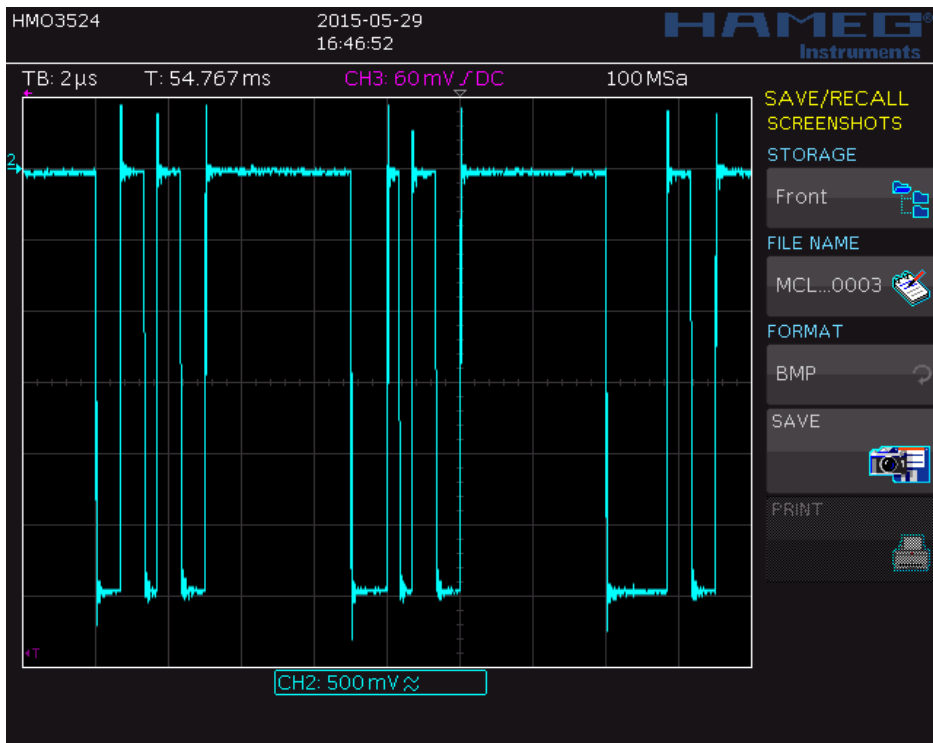 HMO3524
2015-05-29
16:46:52
HAMEG®
Instruments
TB: 2µs T: 54.767ms CH3: 60mV ∫ DC 100MSa
SAVE/RECALL
SCREENSHOTS
STORAGE
Front
FILE NAME
MCL...0003
FORMAT
BMP
SAVE
PRINT
2
T
CH2: 500mV ≈